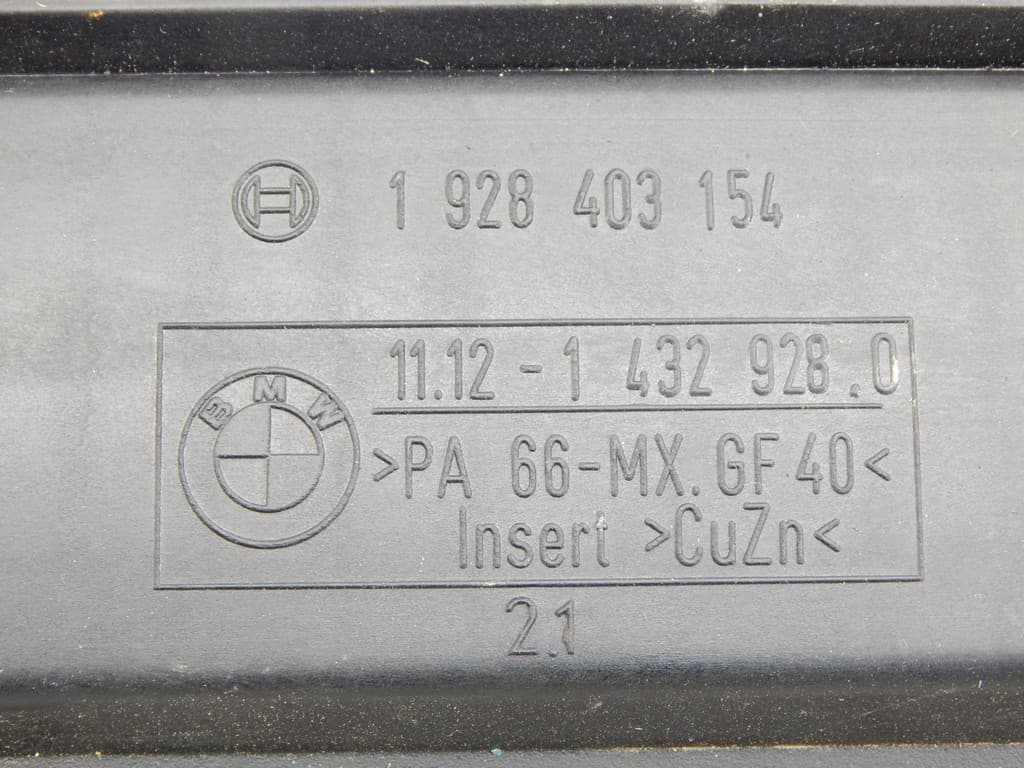 1 928 403 154
11.12 - 1 432 928.0
BMW
>PA 66-MX.GF 40<
Insert >CuZn<
2.1